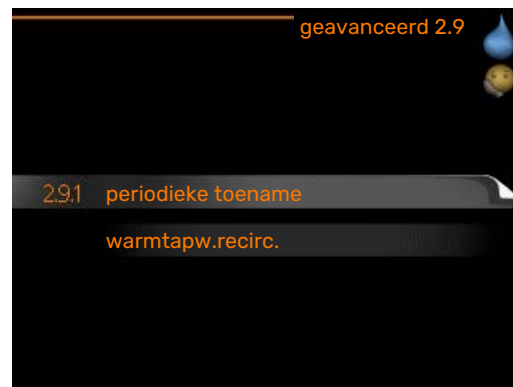 geavanceerd 2.9
2.9.1 periodieke toename
warmtapw.recirc.